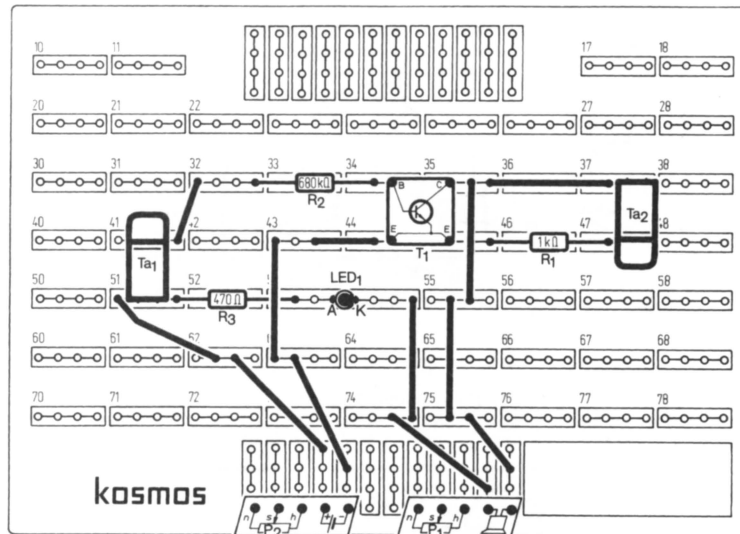 10 11 17 18
20 21 22 27 28
30 31 32 33 34 35 36 37 38
680kΩ B C
R2 Ta2
40 41 42 43 44 E E 46 47 48
T1 1kΩ
Ta1 R1
LED1
50 51 52 55 56 57 58
470Ω A K
R3
60 61 62 64 65 66 67 68
70 71 72 74 75 76 77 78
kosmos
n s h + - n s h
P2 P1